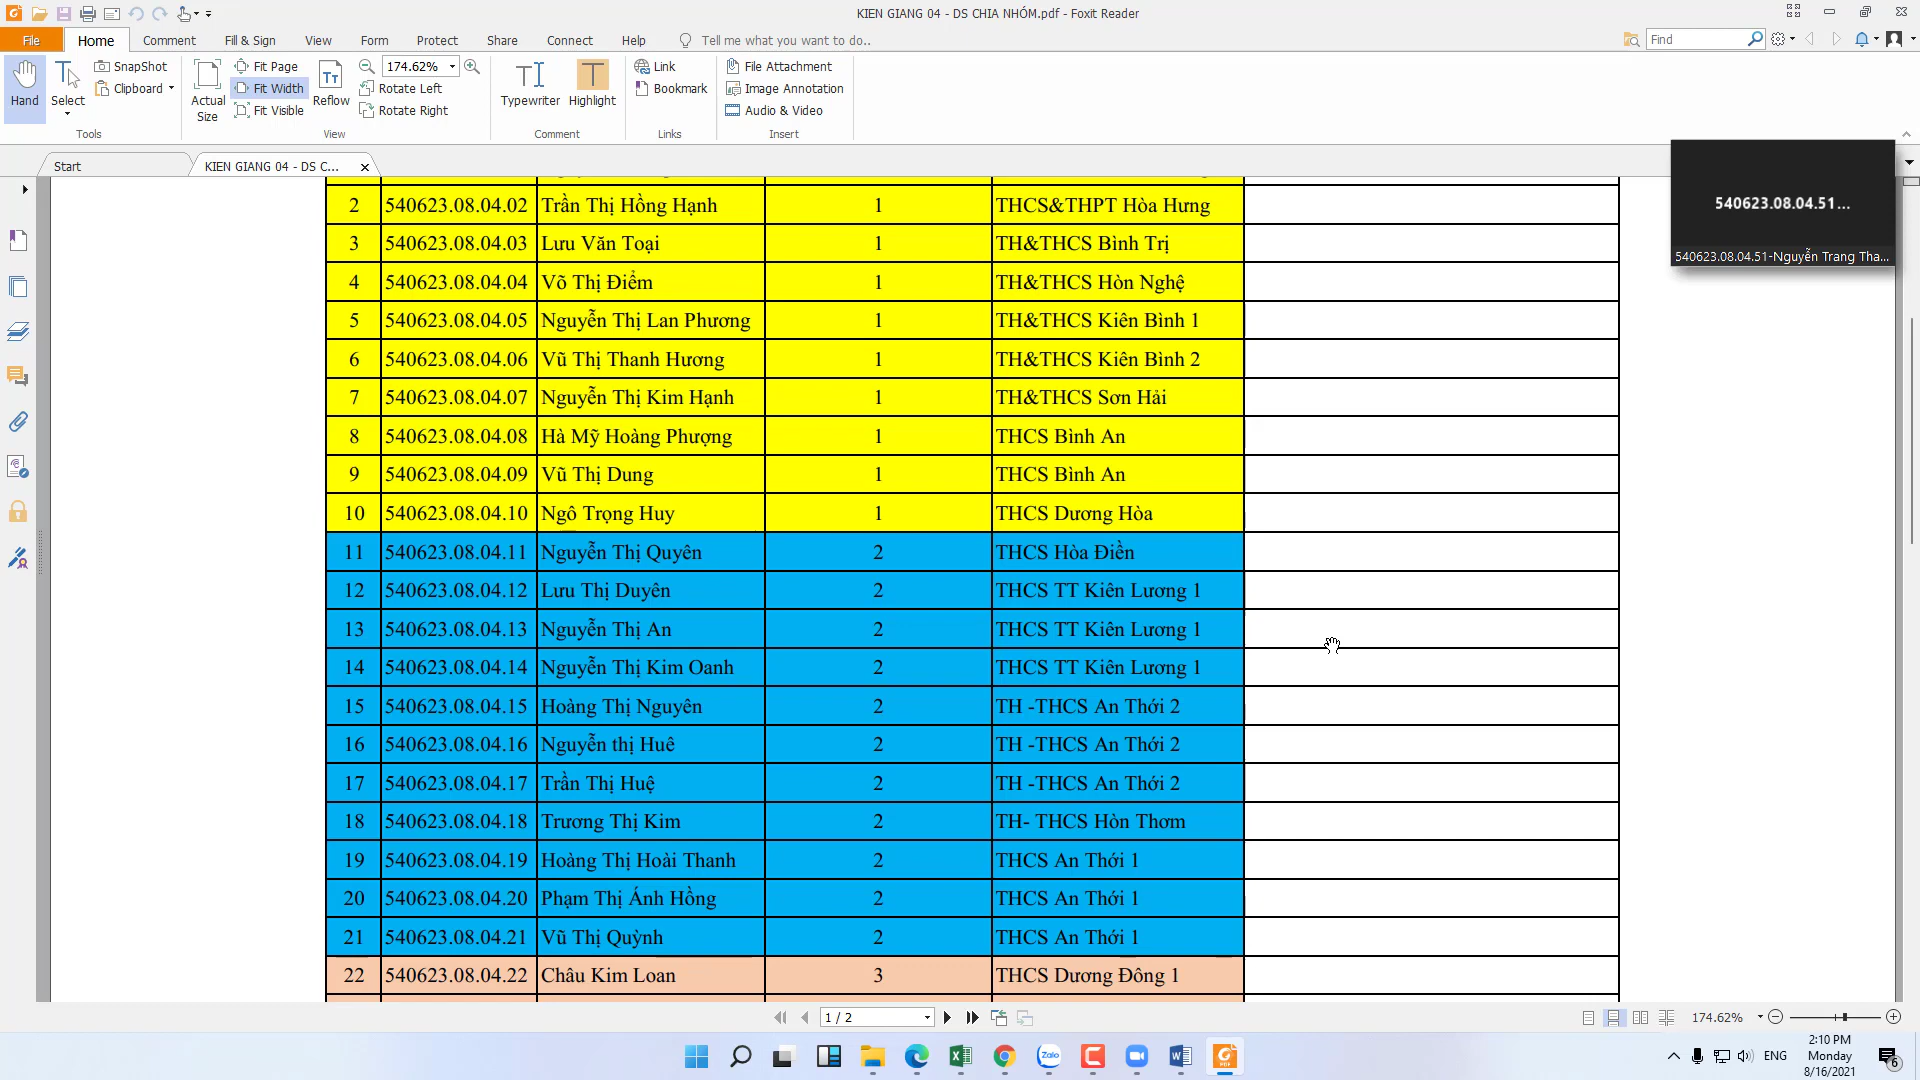 KIEN GIANG 04 - DS CHIA NHÓM.pdf - Foxit Reader
File Home Comment Fill & Sign View Form Protect Share Connect Help Tell me what you want to do.. Find
Hand Select SnapShot Clipboard Actual Size Fit Page Fit Width Fit Visible Reflow 174.62% Rotate Left Rotate Right Typewriter Highlight Link Bookmark File Attachment Image Annotation Audio & Video
Tools View Comment Links Insert
Start KIEN GIANG 04 - DS C...
540623.08.04.51...
540623.08.04.51-Nguyễn Trang Tha...
2 540623.08.04.02 Trần Thị Hồng Hạnh 1 THCS&THPT Hòa Hưng
3 540623.08.04.03 Lưu Văn Toại 1 TH&THCS Bình Trị
4 540623.08.04.04 Võ Thị Điểm 1 TH&THCS Hòn Nghệ
5 540623.08.04.05 Nguyễn Thị Lan Phương 1 TH&THCS Kiên Bình 1
6 540623.08.04.06 Vũ Thị Thanh Hương 1 TH&THCS Kiên Bình 2
7 540623.08.04.07 Nguyễn Thị Kim Hạnh 1 TH&THCS Sơn Hải
8 540623.08.04.08 Hà Mỹ Hoàng Phượng 1 THCS Bình An
9 540623.08.04.09 Vũ Thị Dung 1 THCS Bình An
10 540623.08.04.10 Ngô Trọng Huy 1 THCS Dương Hòa
11 540623.08.04.11 Nguyễn Thị Quyên 2 THCS Hòa Điền
12 540623.08.04.12 Lưu Thị Duyên 2 THCS TT Kiên Lương 1
13 540623.08.04.13 Nguyễn Thị An 2 THCS TT Kiên Lương 1
14 540623.08.04.14 Nguyễn Thị Kim Oanh 2 THCS TT Kiên Lương 1
15 540623.08.04.15 Hoàng Thị Nguyên 2 TH -THCS An Thới 2
16 540623.08.04.16 Nguyễn thị Huê 2 TH -THCS An Thới 2
17 540623.08.04.17 Trần Thị Huệ 2 TH -THCS An Thới 2
18 540623.08.04.18 Trương Thị Kim 2 TH- THCS Hòn Thơm
19 540623.08.04.19 Hoàng Thị Hoài Thanh 2 THCS An Thới 1
20 540623.08.04.20 Phạm Thị Ánh Hồng 2 THCS An Thới 1
21 540623.08.04.21 Vũ Thị Quỳnh 2 THCS An Thới 1
22 540623.08.04.22 Châu Kim Loan 3 THCS Dương Đông 1
1 / 2 174.62%
Zalo ENG 2:10 PM
Monday
8/16/2021 6